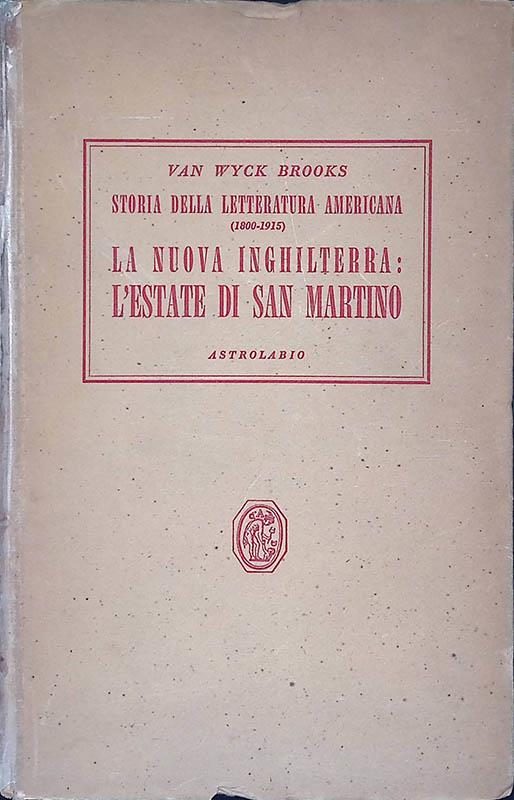 VAN WYCK BROOKS
STORIA DELLA LETTERATURA AMERICANA
(1800-1915)
LA NUOVA INGHILTERRA:
L'ESTATE DI SAN MARTINO
ASTROLABIO